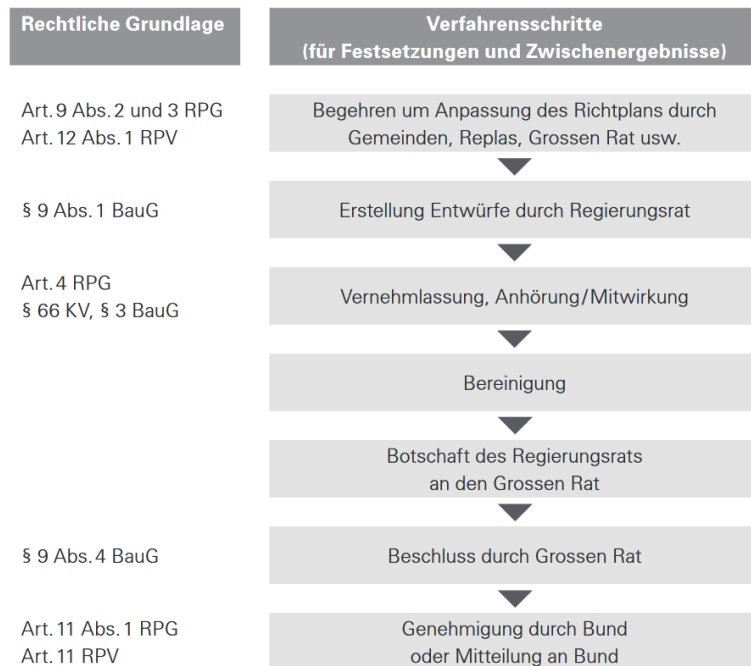 Rechtliche Grundlage
Verfahrensschritte
(für Festsetzungen und Zwischenergebnisse)
Art. 9 Abs. 2 und 3 RPG
Art. 12 Abs. 1 RPV
Begehren um Anpassung des Richtplans durch
Gemeinden, Replas, Grossen Rat usw.
§ 9 Abs. 1 BauG
Erstellung Entwürfe durch Regierungsrat
Art. 4 RPG
§ 66 KV, § 3 BauG
Vernehmlassung, Anhörung/Mitwirkung
Bereinigung
Botschaft des Regierungsrats
an den Grossen Rat
§ 9 Abs. 4 BauG
Beschluss durch Grossen Rat
Art. 11 Abs. 1 RPG
Art. 11 RPV
Genehmigung durch Bund
oder Mitteilung an Bund